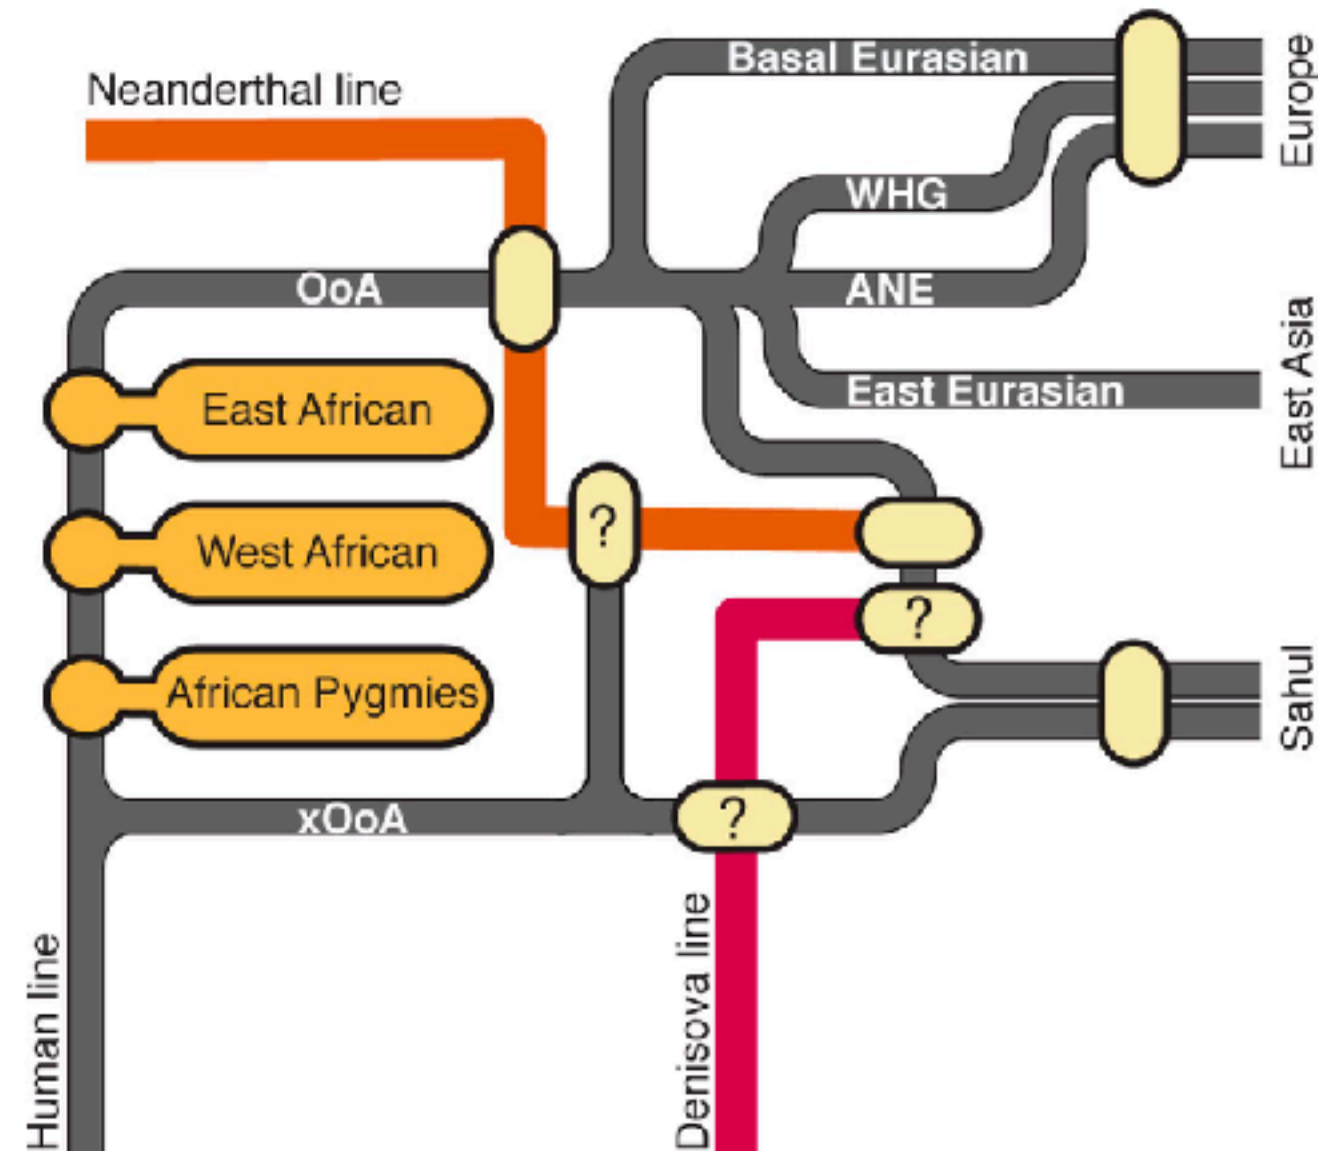 Neanderthal line
Basal Eurasian
Europe
WHG
OoA
ANE
East Asia
East Eurasian
East African
West African
?
African Pygmies
?
Sahul
xOoA
?
Human line
Denisova line